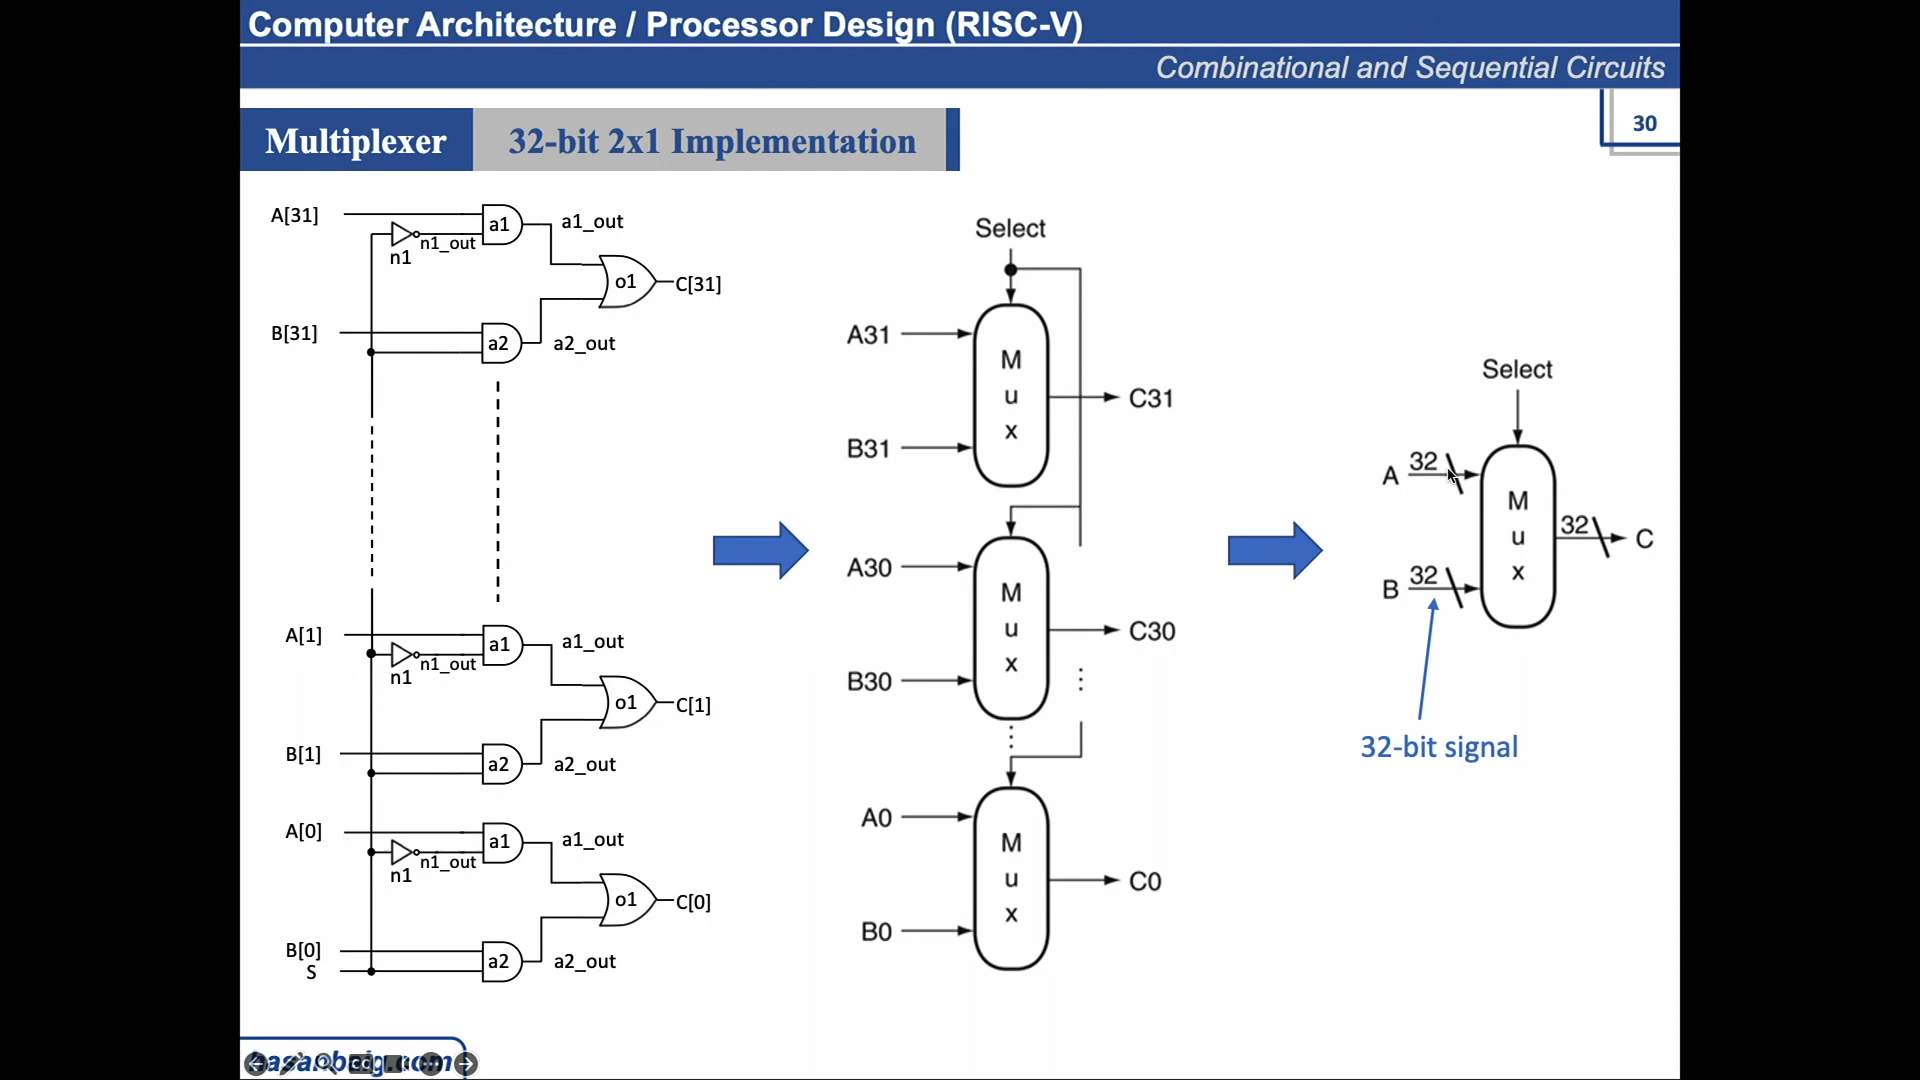 Computer Architecture / Processor Design (RISC-V)
Combinational and Sequential Circuits
30
Multiplexer
32-bit 2x1 Implementation
A[31]
n1
n1_out
a1
a1_out
o1
C[31]
B[31]
a2
a2_out
A[1]
n1
n1_out
a1
a1_out
o1
C[1]
B[1]
a2
a2_out
A[0]
n1
n1_out
a1
a1_out
o1
C[0]
B[0]
S
a2
a2_out
Select
A31
M
u
x
C31
B31
A30
M
u
x
C30
B30
A0
M
u
x
C0
B0
Select
A
32
M
u
x
32
C
B
32
32-bit signal
hasanbaig.com